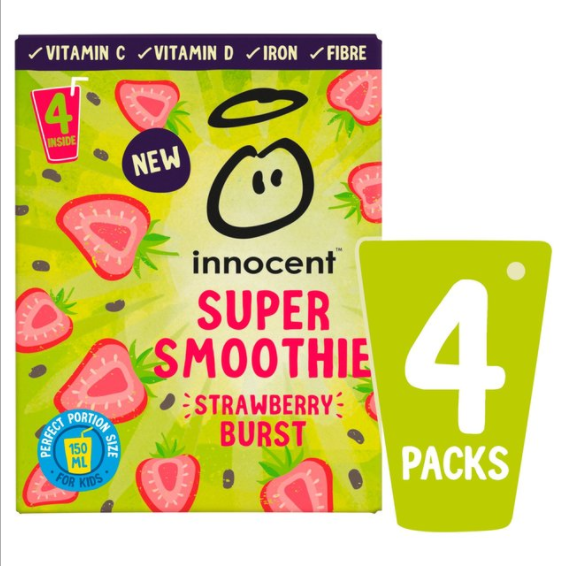 ✓ VITAMIN C ✓ VITAMIN D ✓ IRON ✓ FIBRE
4
INSIDE
NEW
innocent™
SUPER
SMOOTHIE
STRAWBERRY
BURST
PERFECT PORTION SIZE
150
ML
FOR KIDS
4
PACKS